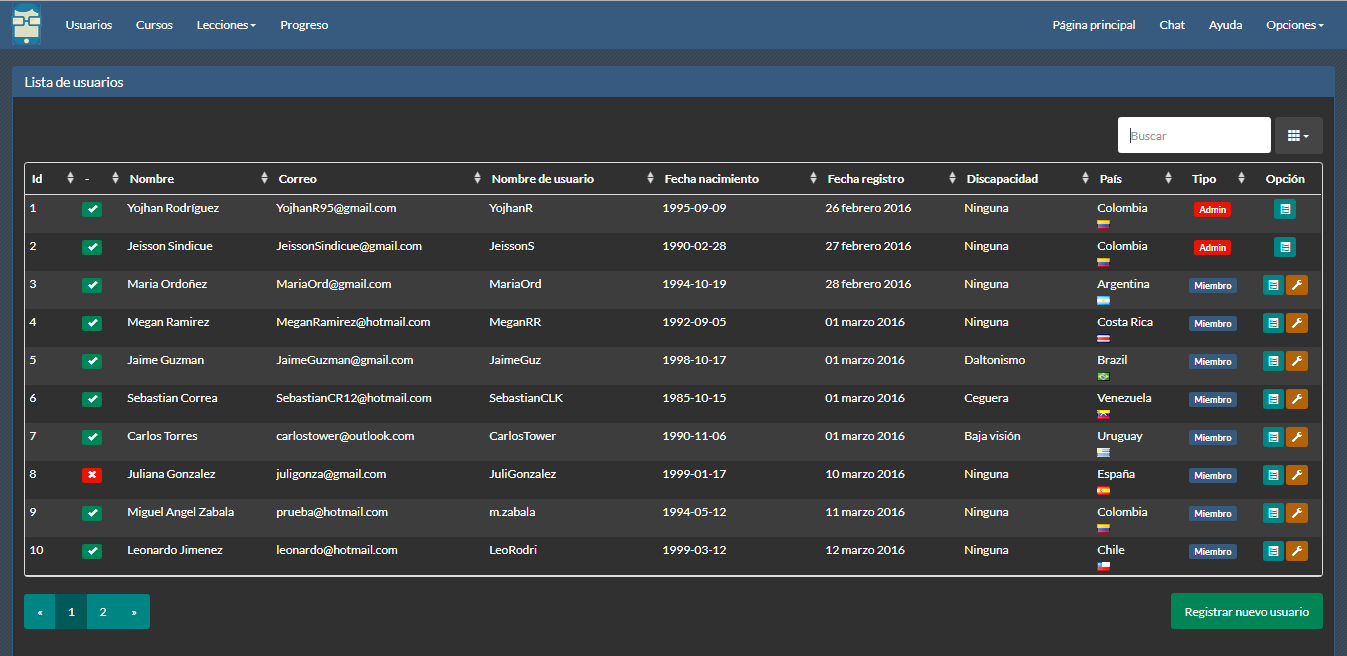 Usuarios Cursos Lecciones Progreso Página principal Chat Ayuda Opciones
Lista de usuarios
Buscar
Id - Nombre Correo Nombre de usuario Fecha nacimiento Fecha registro Discapacidad País Tipo Opción
1 Yojhan Rodríguez YojhanR95@gmail.com YojhanR 1995-09-09 26 febrero 2016 Ninguna Colombia Admin
2 Jeisson Sindicue JeissonSindicue@gmail.com JeissonS 1990-02-28 27 febrero 2016 Ninguna Colombia Admin
3 Maria Ordoñez MariaOrd@gmail.com MariaOrd 1994-10-19 28 febrero 2016 Ninguna Argentina Miembro
4 Megan Ramirez MeganRamirez@hotmail.com MeganRR 1992-09-05 01 marzo 2016 Ninguna Costa Rica Miembro
5 Jaime Guzman JaimeGuzman@gmail.com JaimeGuz 1998-10-17 01 marzo 2016 Daltonismo Brazil Miembro
6 Sebastian Correa SebastianCR12@hotmail.com SebastianCLK 1985-10-15 01 marzo 2016 Ceguera Venezuela Miembro
7 Carlos Torres carlostower@outlook.com CarlosTower 1990-11-06 01 marzo 2016 Baja visión Uruguay Miembro
8 Juliana Gonzalez juligonza@gmail.com JuliGonzalez 1999-01-17 10 marzo 2016 Ninguna España Miembro
9 Miguel Angel Zabala prueba@hotmail.com m.zabala 1994-05-12 11 marzo 2016 Ninguna Colombia Miembro
10 Leonardo Jimenez leonardo@hotmail.com LeoRodri 1999-03-12 12 marzo 2016 Ninguna Chile Miembro
« 1 2 » Registrar nuevo usuario